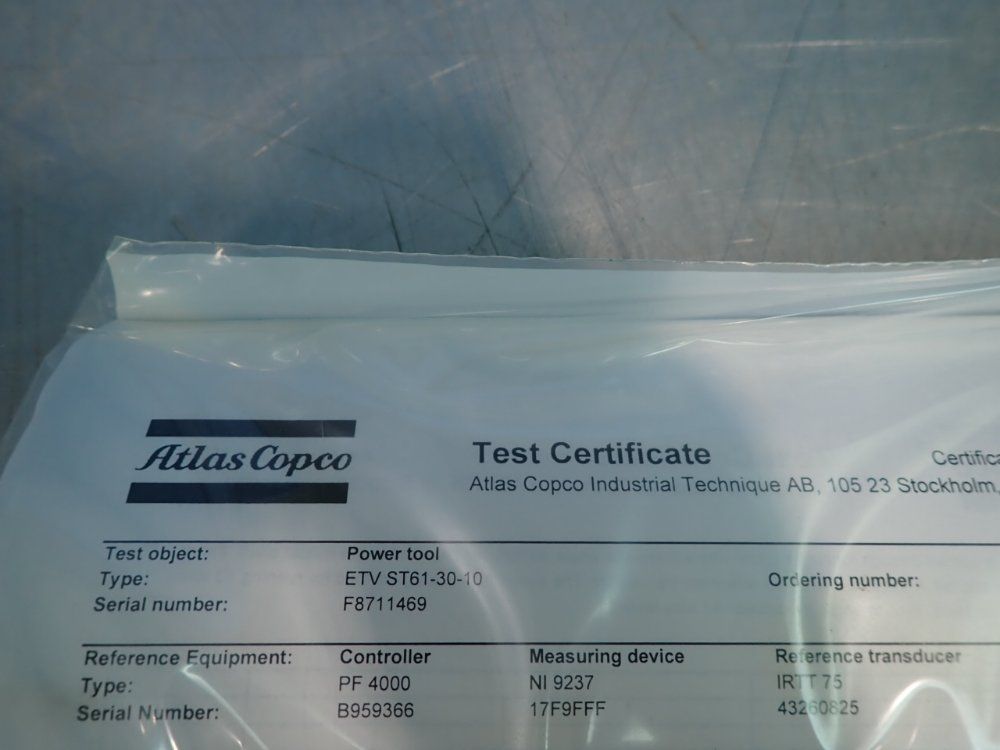 Atlas Copco
Test Certificate
Atlas Copco Industrial Technique AB, 105 23 Stockholm,
Test object: Power tool
Type: ETV ST61-30-10 Ordering number:
Serial number: F8711469
Reference Equipment: Controller Measuring device Reference transducer
Type: PF 4000 NI 9237 IRTT 75
Serial Number: B959366 17F9FFF 43260825